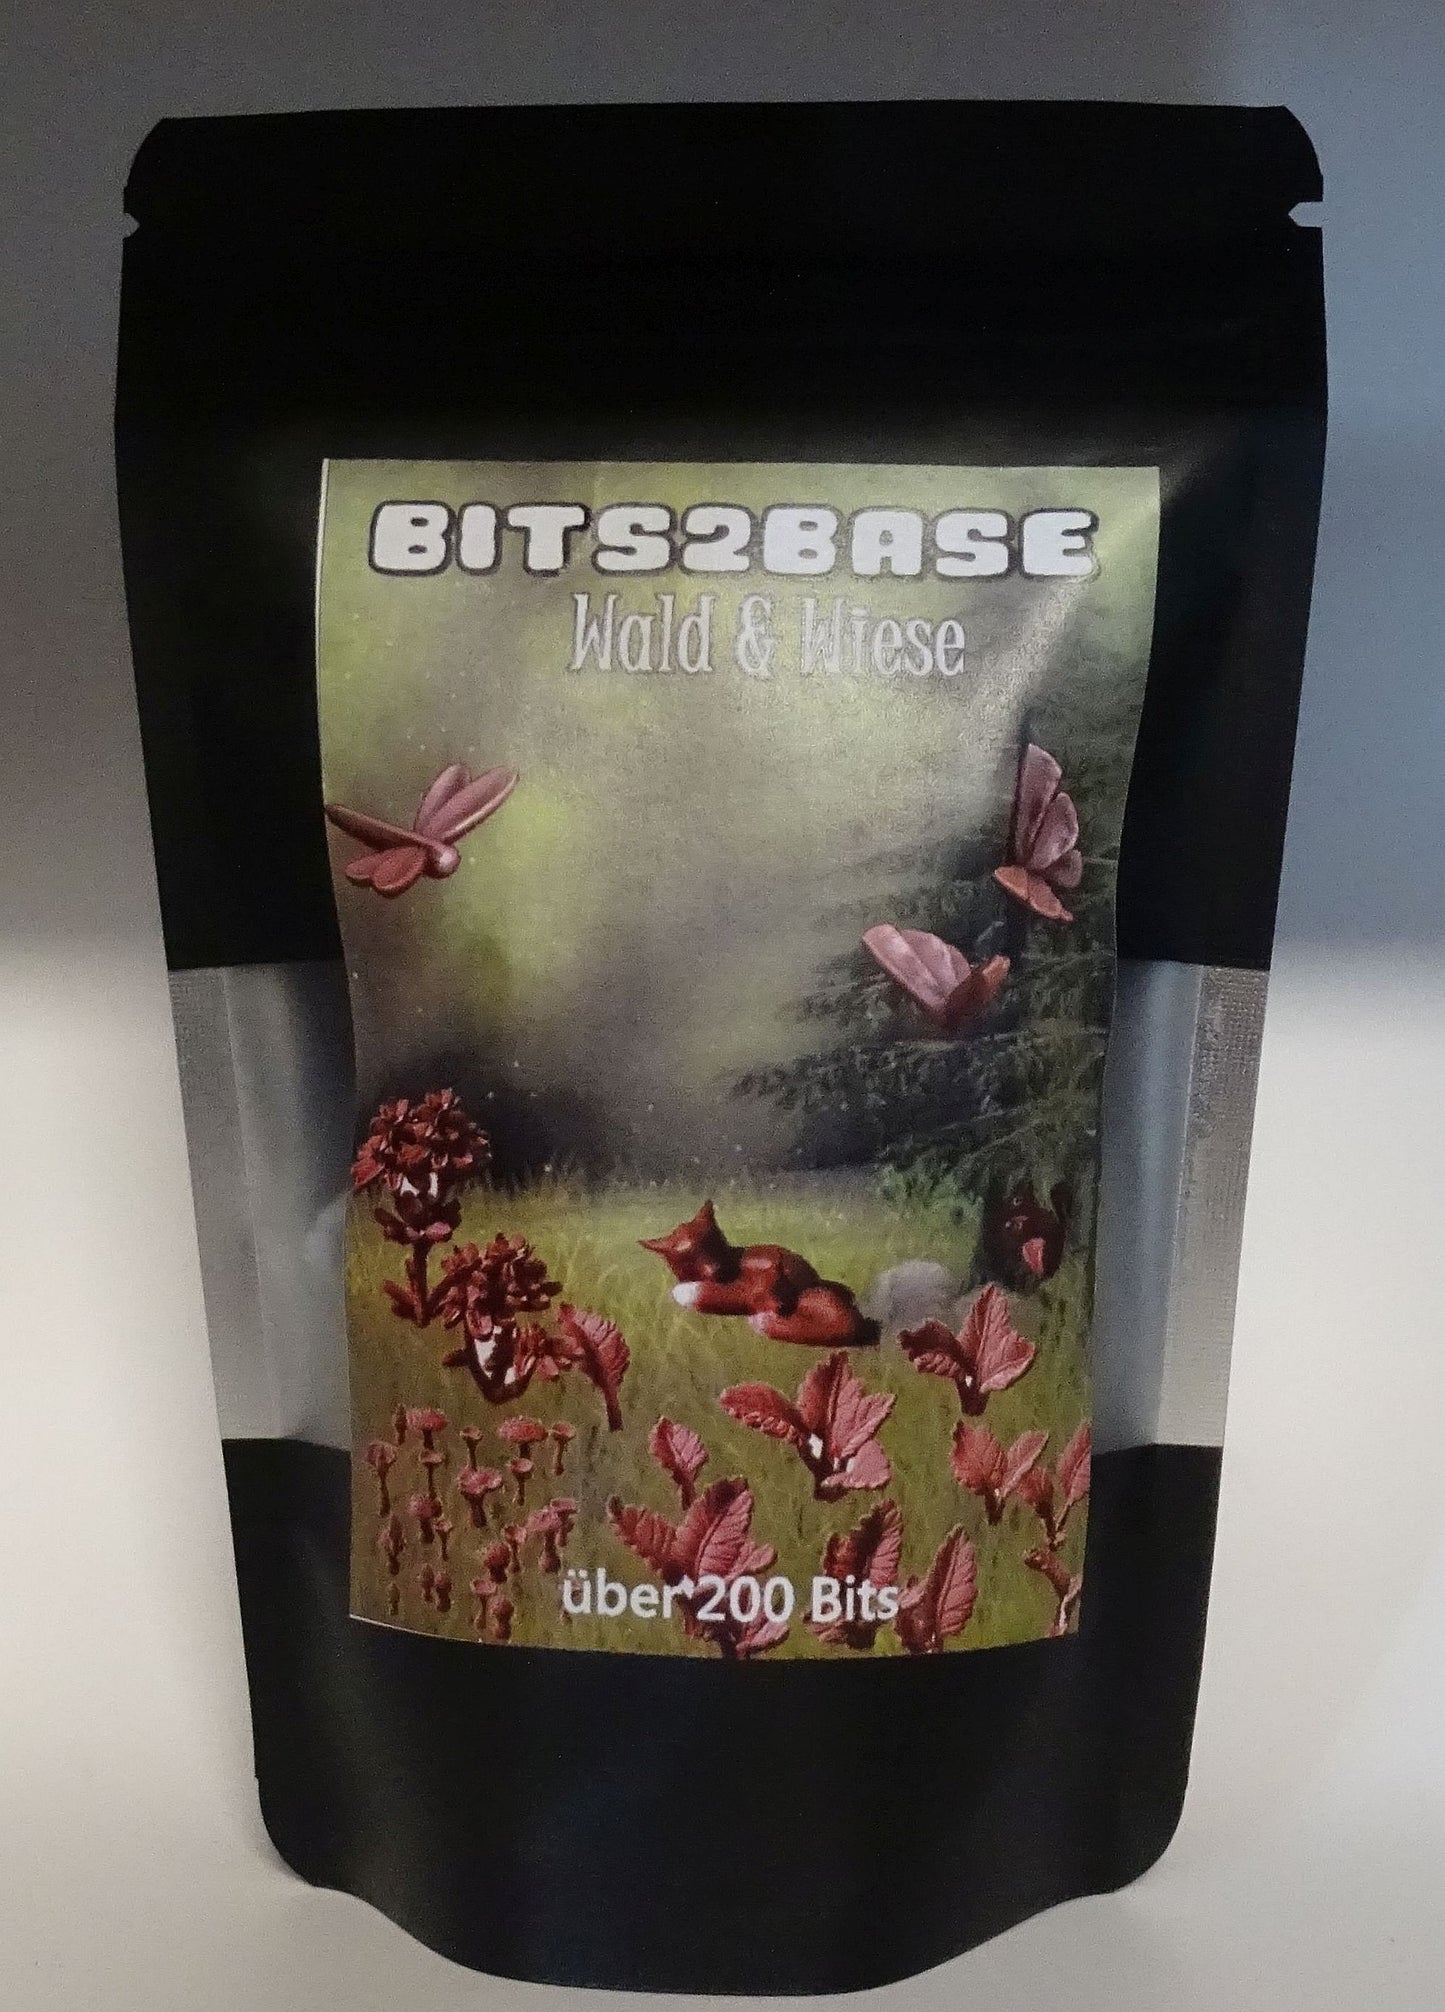 BITS2BASE
Wald & Wiese
über 200 Bits